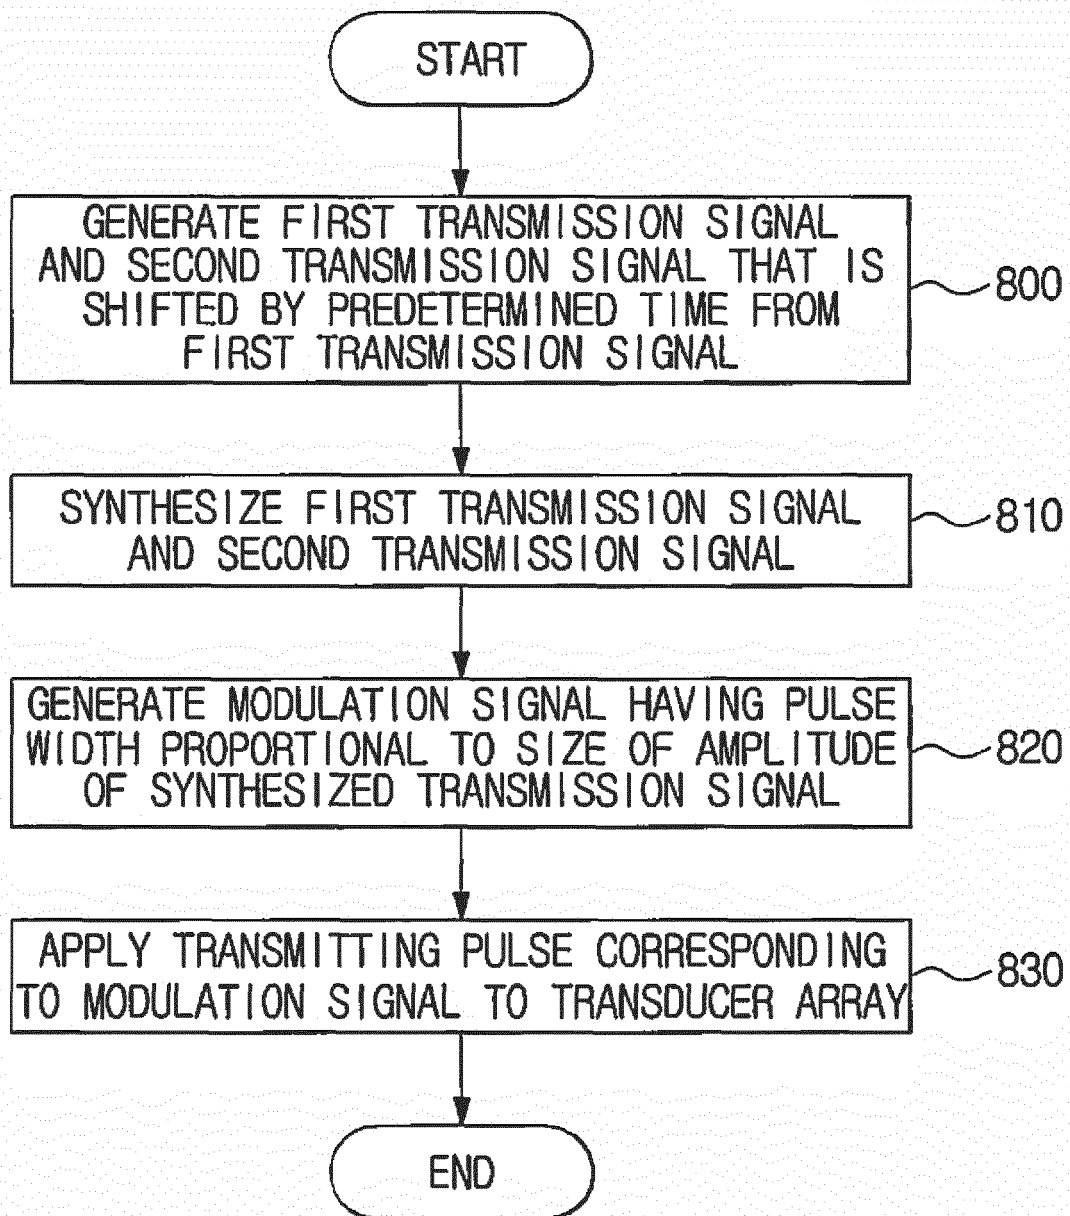 START
GENERATE FIRST TRANSMISSION SIGNAL
AND SECOND TRANSMISSION SIGNAL THAT IS
SHIFTED BY PREDETERMINED TIME FROM
FIRST TRANSMISSION SIGNAL
800
SYNTHESIZE FIRST TRANSMISSION SIGNAL
AND SECOND TRANSMISSION SIGNAL
810
GENERATE MODULATION SIGNAL HAVING PULSE
WIDTH PROPORTIONAL TO SIZE OF AMPLITUDE
OF SYNTHESIZED TRANSMISSION SIGNAL
820
APPLY TRANSMITTING PULSE CORRESPONDING
TO MODULATION SIGNAL TO TRANSDUCER ARRAY
830
END